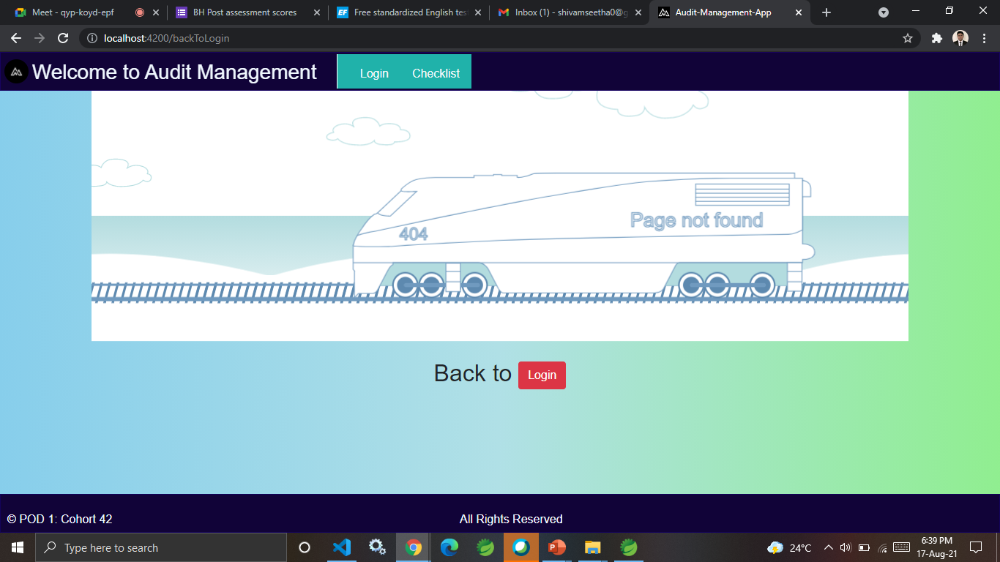 Meet - qyp-koyd-epf
BH Post assessment scores
EF Free standardized English tes
Inbox (1) - shivamseetha0@g
Audit-Management-App
localhost:4200/backToLogin
Welcome to Audit Management
Login
Checklist
404
Page not found
Back to Login
© POD 1: Cohort 42
All Rights Reserved
Type here to search
24°C
6:39 PM
17-Aug-21